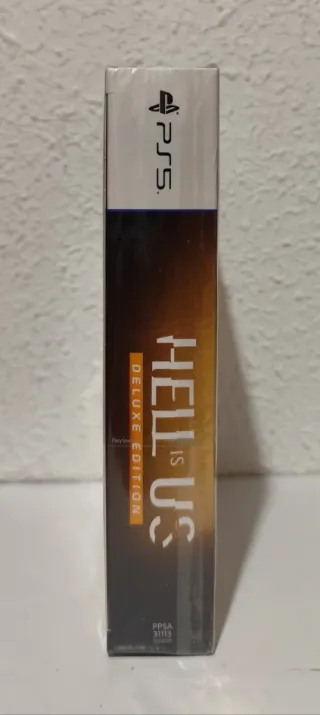 PS5
HELL IS US
DELUXE EDITION
PPSA
31113